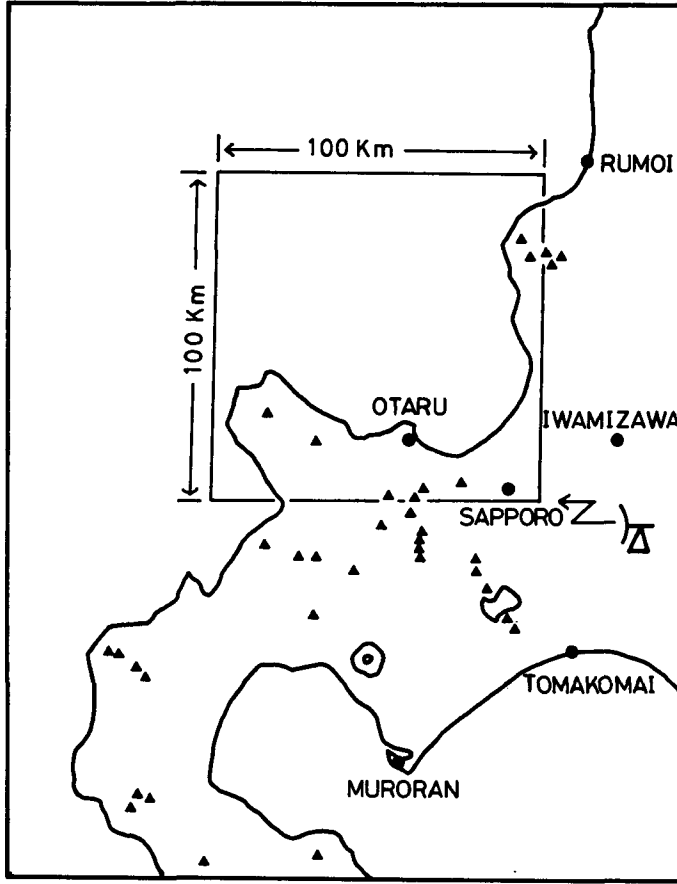 100 Km
RUMOI
100 Km
OTARU
IWAMIZAWA
SAPPORO
TOMAKOMAI
MURORAN